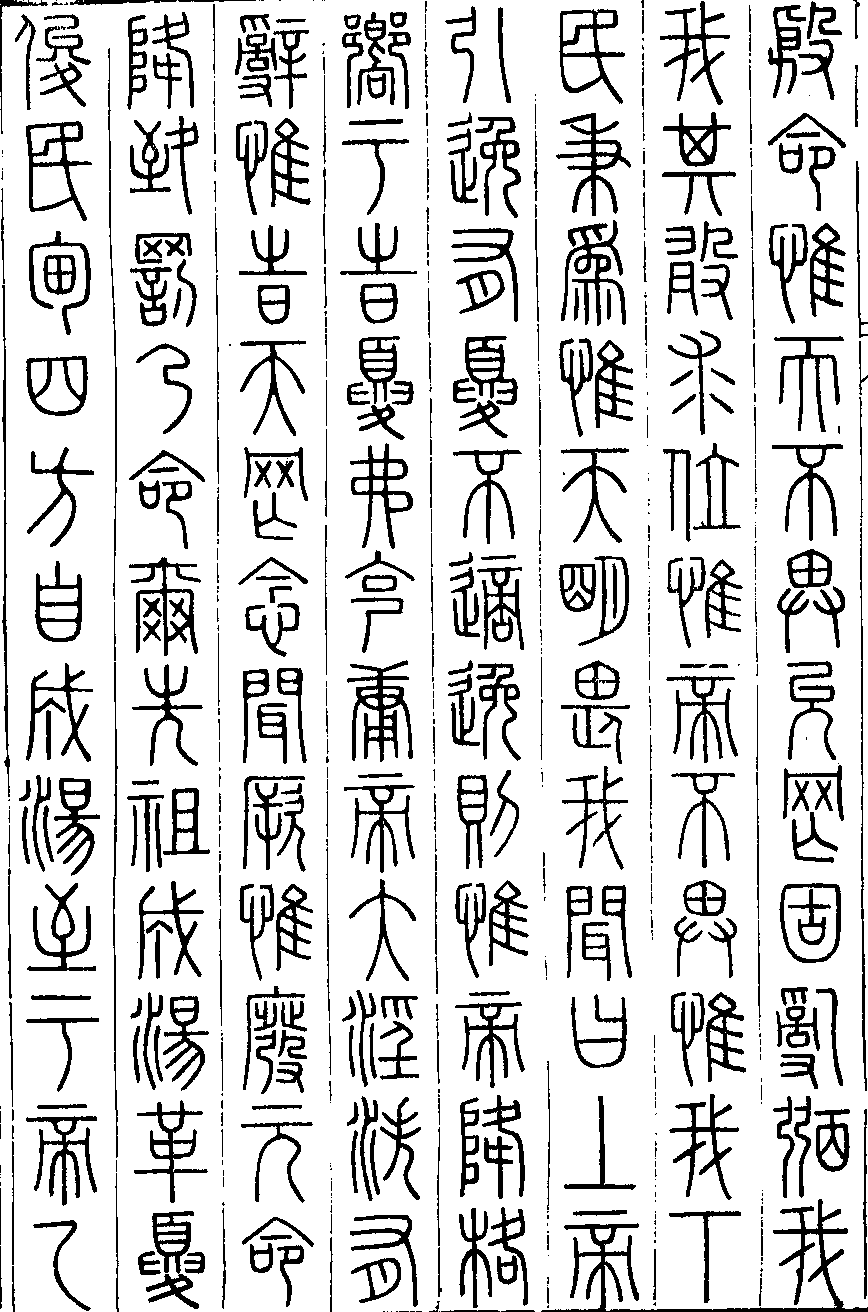 殷命惟天不畀允罔固亂弼我
我其敢求位惟帝不畀惟我下
民秉為惟天明畏我聞曰上帝
引逸有夏不適逸則惟帝降格
嚮于時夏弗克庸帝大淫泆有
辭惟時天罔念聞厥惟廢元命
降致罰乃命爾先祖成湯革夏
俊民甸四方自成湯至于帝乙